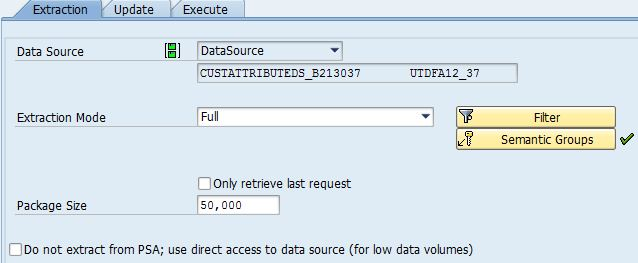 Extraction Update Execute
Data Source DataSource
CUSTATTRIBUTEDS_B213037 UTDFA12_37
Extraction Mode Full Filter
Semantic Groups
Only retrieve last request
Package Size 50,000
Do not extract from PSA; use direct access to data source (for low data volumes)